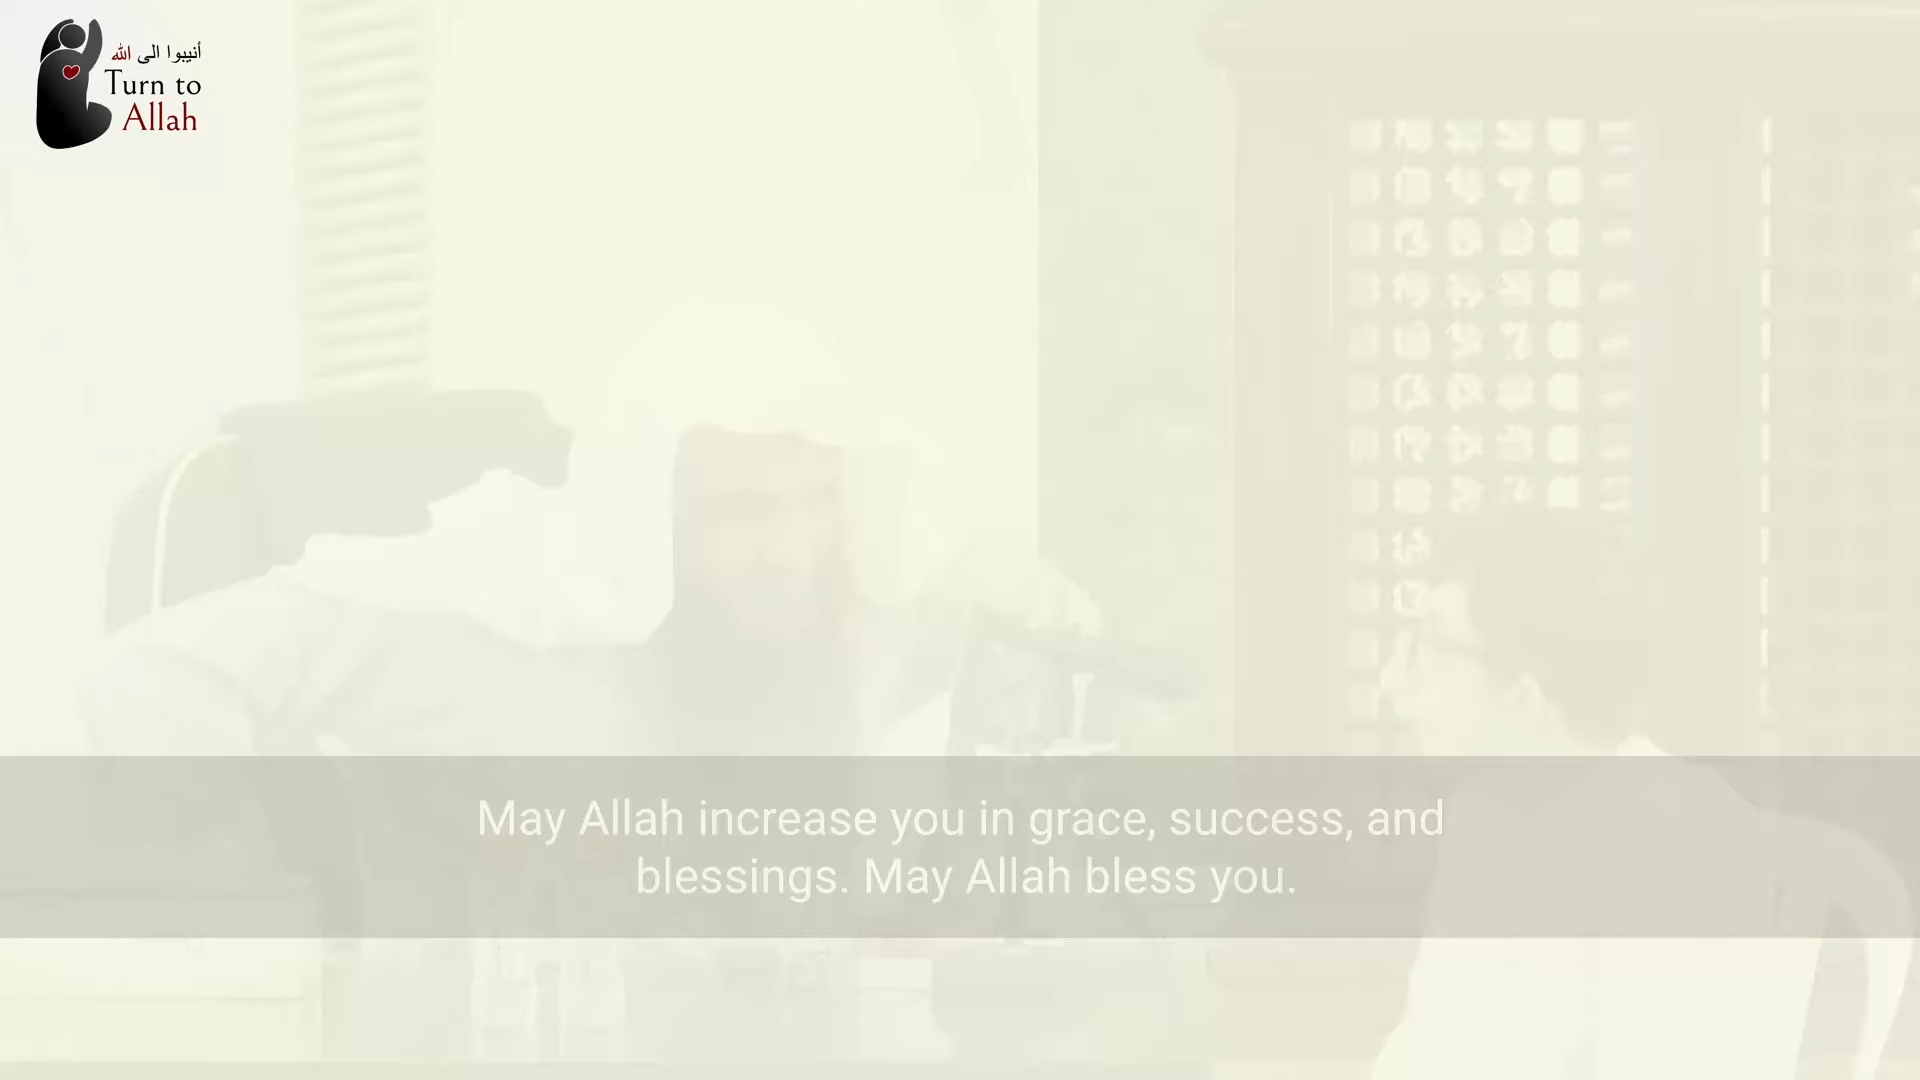 أنيبوا الى الله
Turn to
Allah
May Allah increase you in grace, success, and
blessings. May Allah bless you.